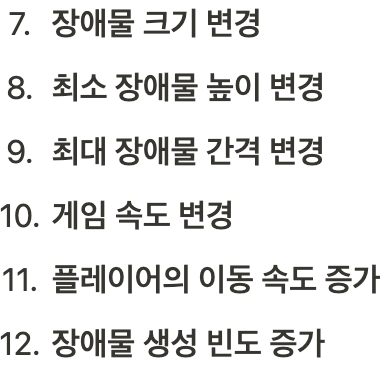 7. 장애물 크기 변경
8. 최소 장애물 높이 변경
9. 최대 장애물 간격 변경
10. 게임 속도 변경
11. 플레이어의 이동 속도 증가
12. 장애물 생성 빈도 증가